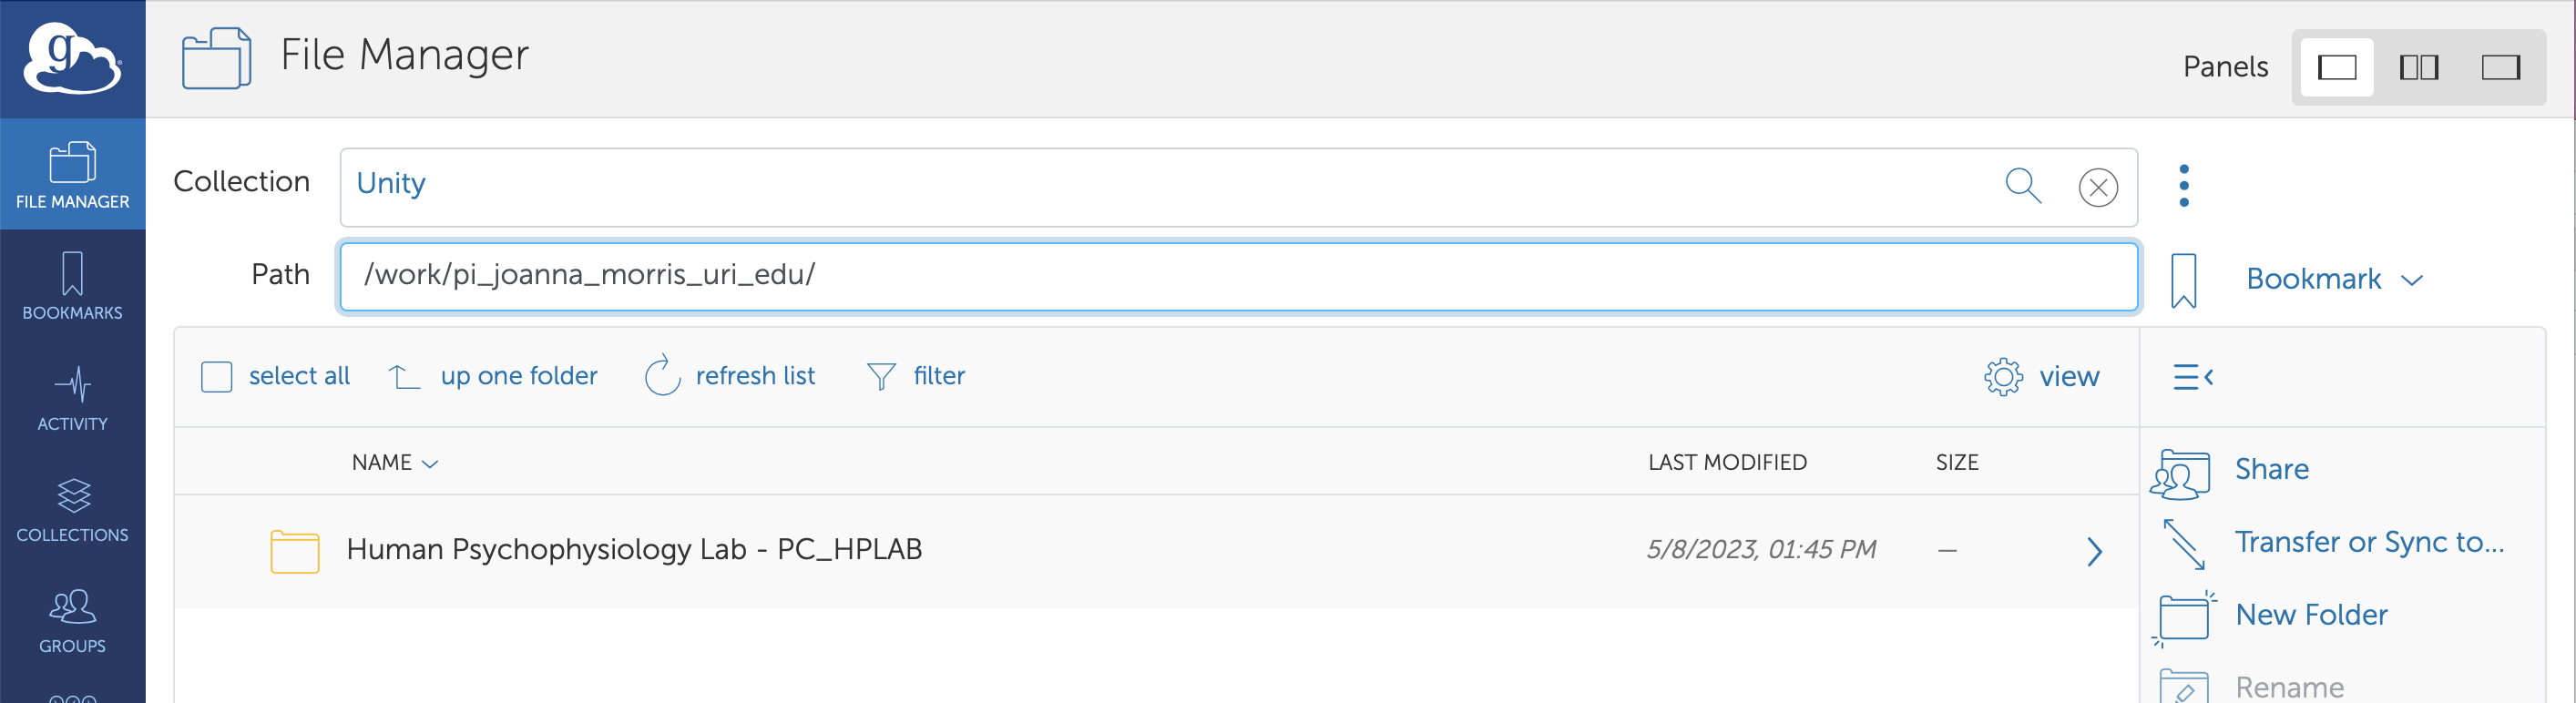 g
File Manager
Panels
FILE MANAGER
Collection
Unity
Path
/work/pi_joanna_morris_uri_edu/
Bookmark
BOOKMARKS
select all
up one folder
refresh list
filter
view
ACTIVITY
NAME
LAST MODIFIED
SIZE
Share
COLLECTIONS
Human Psychophysiology Lab - PC_HPLAB
5/8/2023, 01:45 PM
—
Transfer or Sync to...
New Folder
GROUPS
Rename